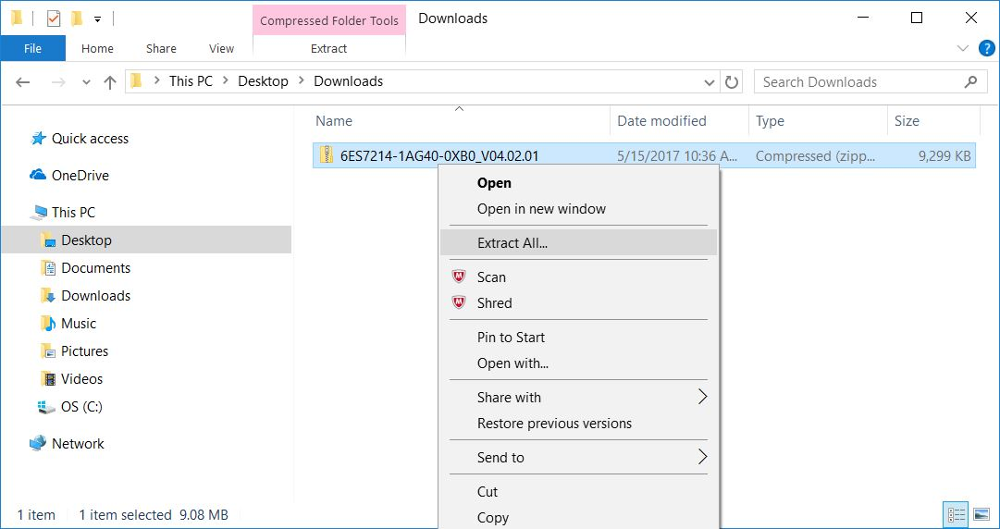 Compressed Folder Tools
Downloads
File
Home
Share
View
Extract
?
This PC
Desktop
Downloads
Search Downloads
Name
Date modified
Type
Size
Quick access
OneDrive
This PC
Desktop
Documents
Downloads
Music
Pictures
Videos
OS (C:)
Network
6ES7214-1AG40-0XB0_V04.02.01
5/15/2017 10:36 A...
Compressed (zipp...
9,299 KB
Open
Open in new window
Extract All...
Scan
Shred
Pin to Start
Open with...
Share with
Restore previous versions
Send to
Cut
Copy
1 item
1 item selected 9.08 MB